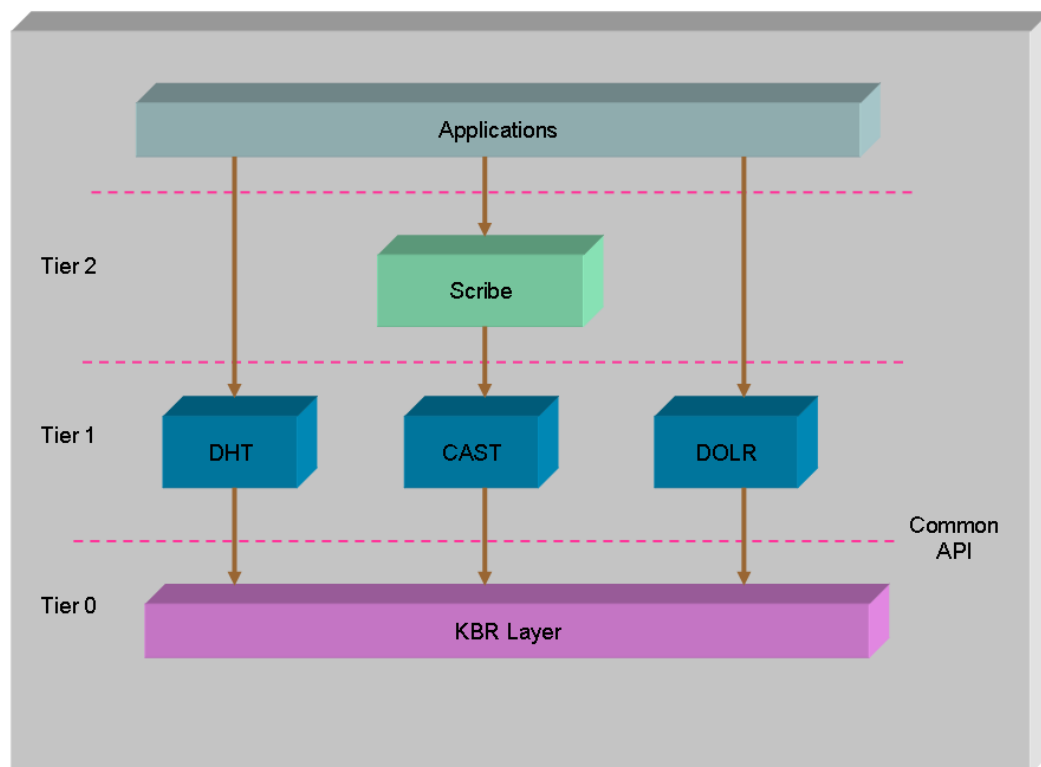 Applications
Tier 2
Scribe
Tier 1
DHT
CAST
DOLR
Common
API
Tier 0
KBR Layer